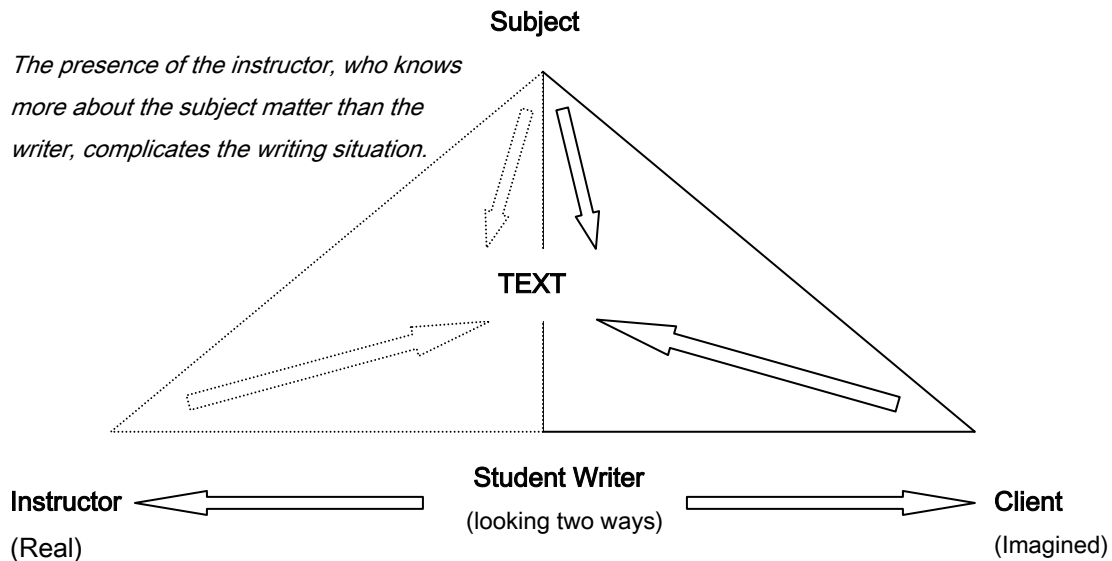 Subject
The presence of the instructor, who knows
more about the subject matter than the
writer, complicates the writing situation.
TEXT
Student Writer
(looking two ways)
Instructor
(Real)
Client
(Imagined)